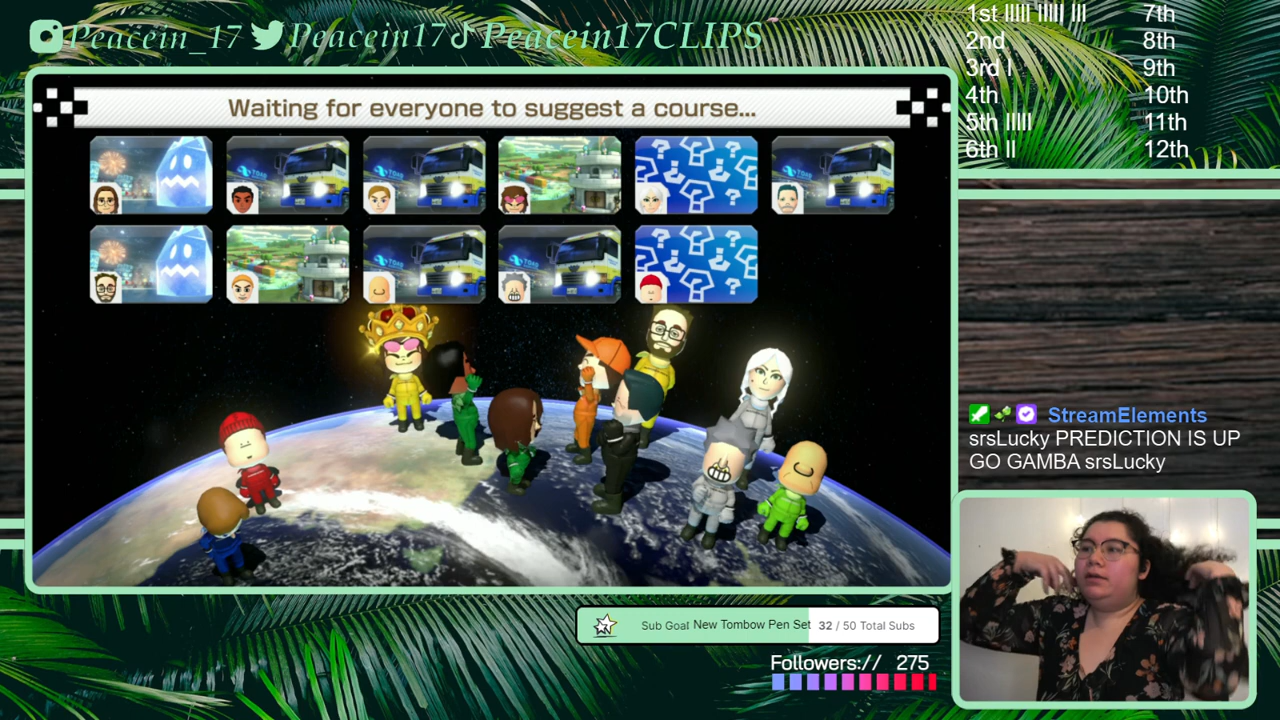 Peacein_17 Peacein17 Peacein17CLIPS
1st IIIII IIIII III 7th
2nd 8th
3rd I 9th
4th 10th
5th IIIII 11th
6th II 12th
Waiting for everyone to suggest a course...
StreamElements
srsLucky PREDICTION IS UP
GO GAMBA srsLucky
Sub Goal: New Tombow Pen Set 32 / 50 Total Subs
Followers:// 275